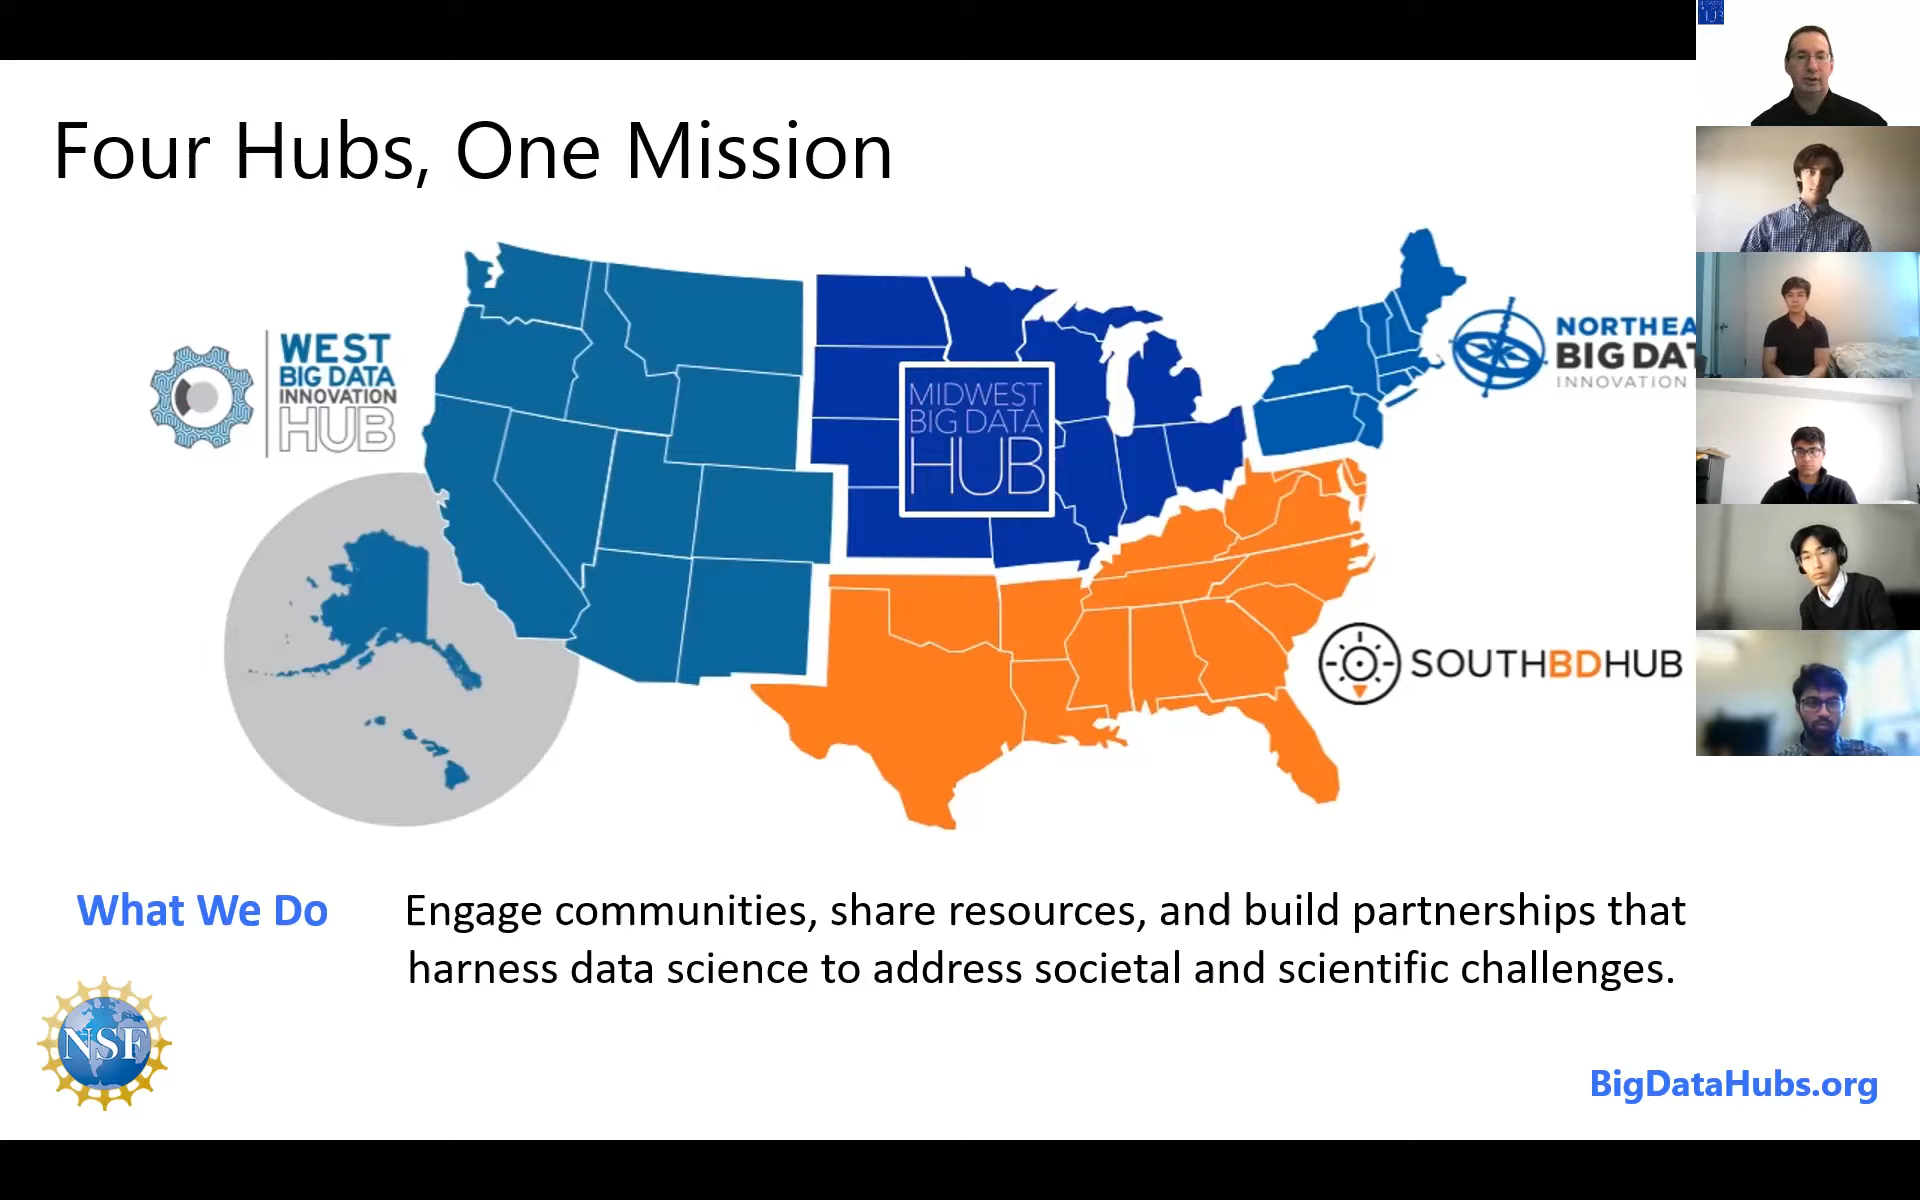 Four Hubs, One Mission
WEST
BIG DATA
INNOVATION
HUB
MIDWEST
BIG DATA
HUB
NORTHEA
BIG DAT
INNOVATION
SOUTHBDHUB
What We Do
Engage communities, share resources, and build partnerships that
harness data science to address societal and scientific challenges.
NSF
BigDataHubs.org